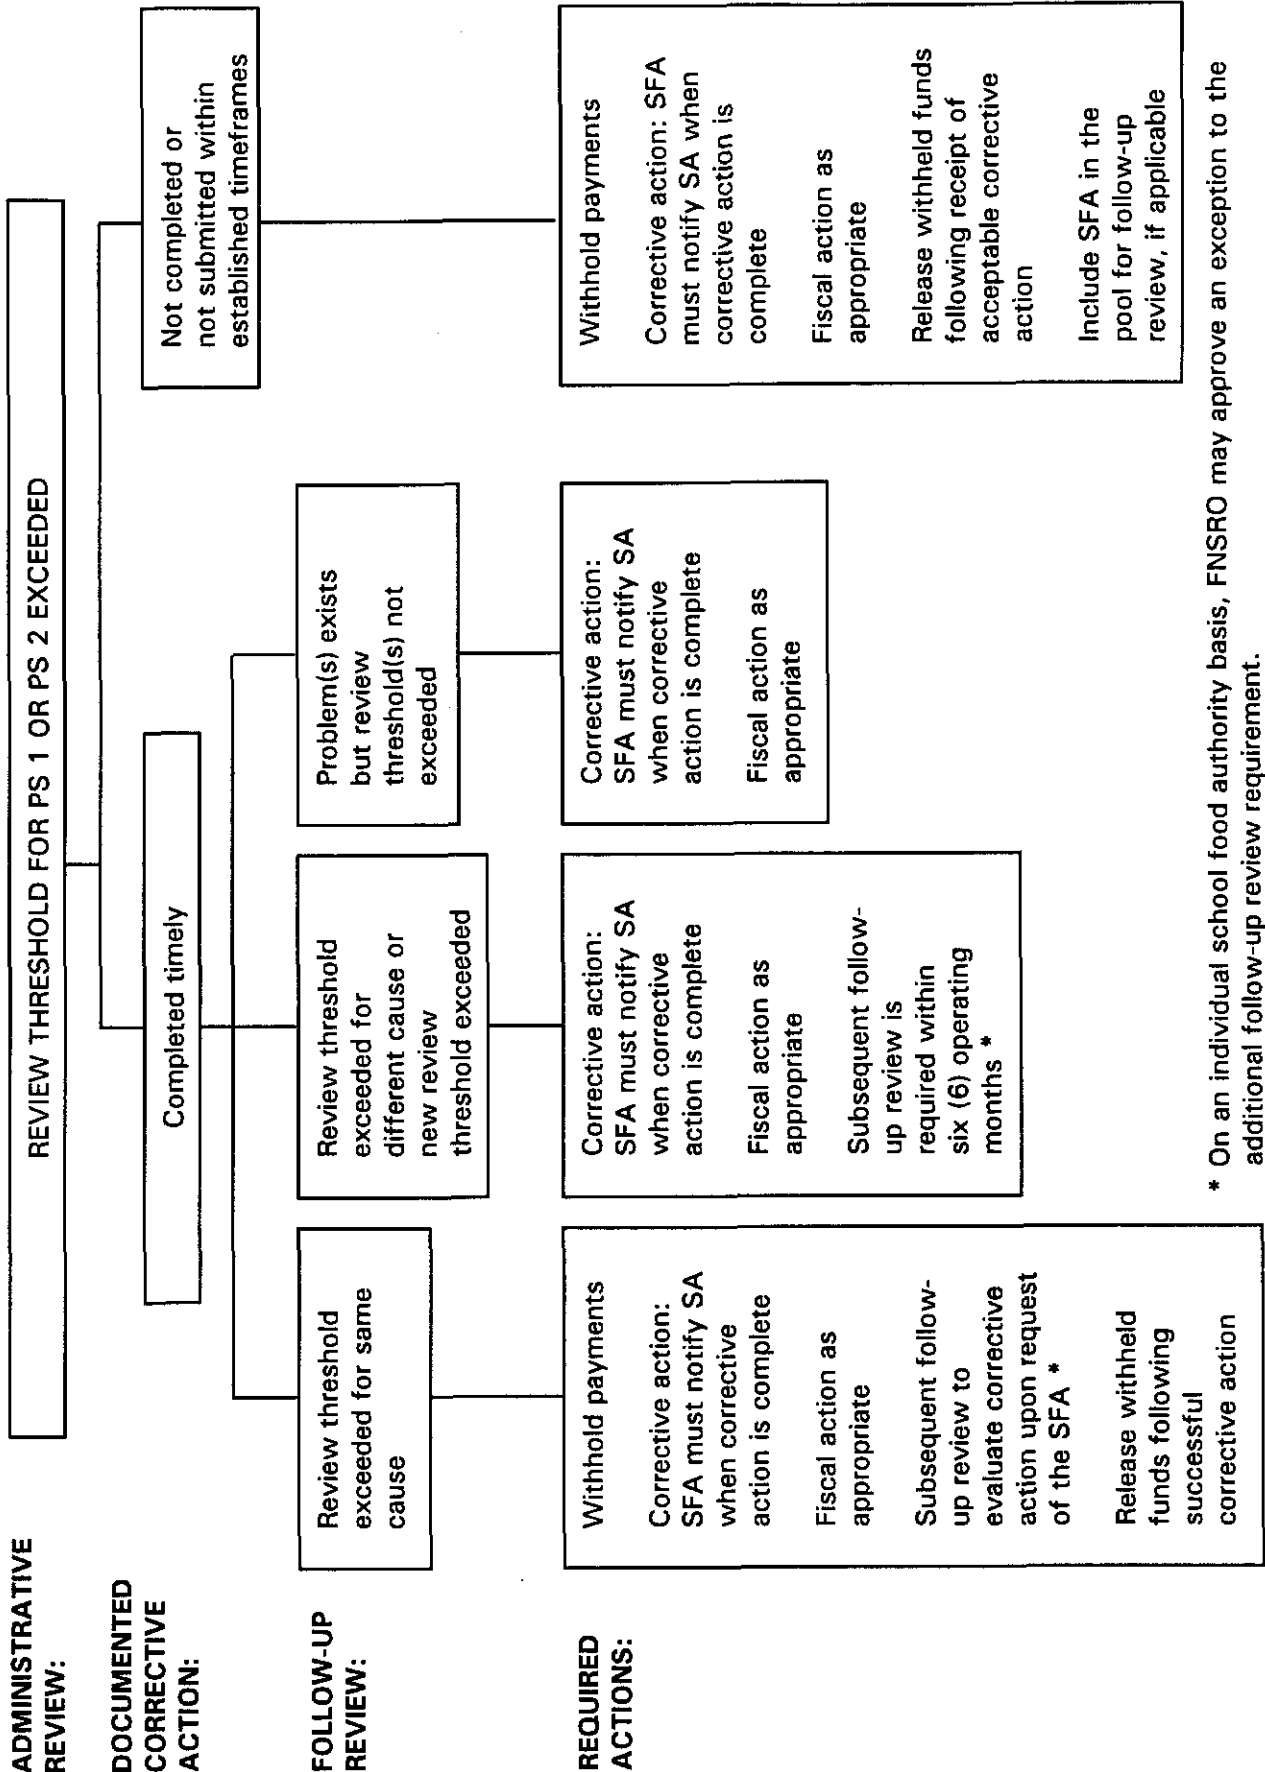 ADMINISTRATIVE
REVIEW:
REVIEW THRESHOLD FOR PS 1 OR PS 2 EXCEEDED
DOCUMENTED
CORRECTIVE
ACTION:
Completed timely
Not completed or
not submitted within
established timeframes
FOLLOW-UP
REVIEW:
Review threshold
exceeded for same
cause
Review threshold
exceeded for
different cause or
new review
threshold exceeded
Problem(s) exists
but review
threshold(s) not
exceeded
REQUIRED
ACTIONS:
Withhold payments
Corrective action:
SFA must notify SA
when corrective
action is complete
Fiscal action as
appropriate
Subsequent follow-
up review to
evaluate corrective
action upon request
of the SFA *
Release withheld
funds following
successful
corrective action
Corrective action:
SFA must notify SA
when corrective
action is complete
Fiscal action as
appropriate
Subsequent follow-
up review is
required within
six (6) operating
months *
Corrective action:
SFA must notify SA
when corrective
action is complete
Fiscal action as
appropriate
Withhold payments
Corrective action: SFA
must notify SA when
corrective action is
complete
Fiscal action as
appropriate
Release withheld funds
following receipt of
acceptable corrective
action
Include SFA in the
pool for follow-up
review, if applicable
* On an individual school food authority basis, FNSRO may approve an exception to the
additional follow-up review requirement.